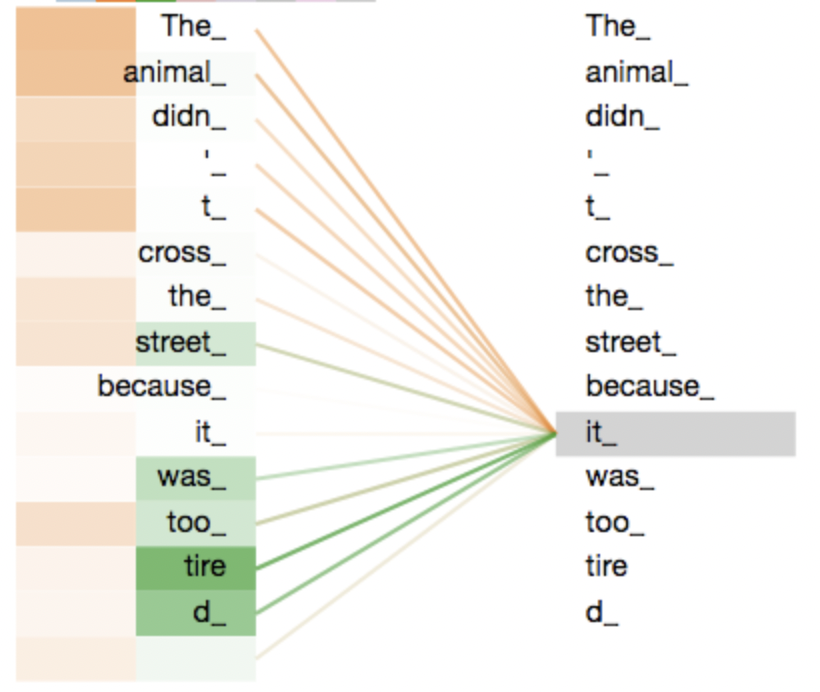 The_ The_
animal_ animal_
didn_ didn_
'_ '_
t_ t_
cross_ cross_
the_ the_
street_ street_
because_ because_
it_ it_
was_ was_
too_ too_
tire tire
d_ d_